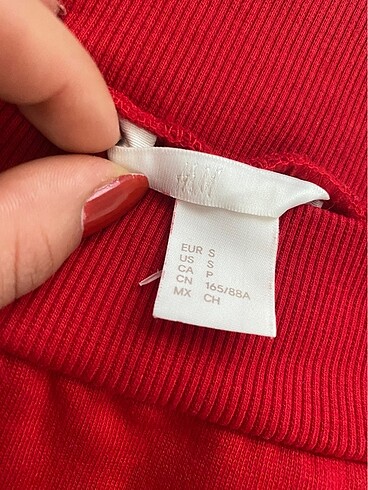 H&M
EUR S
US S
CA P
CN 165/88A
MX CH